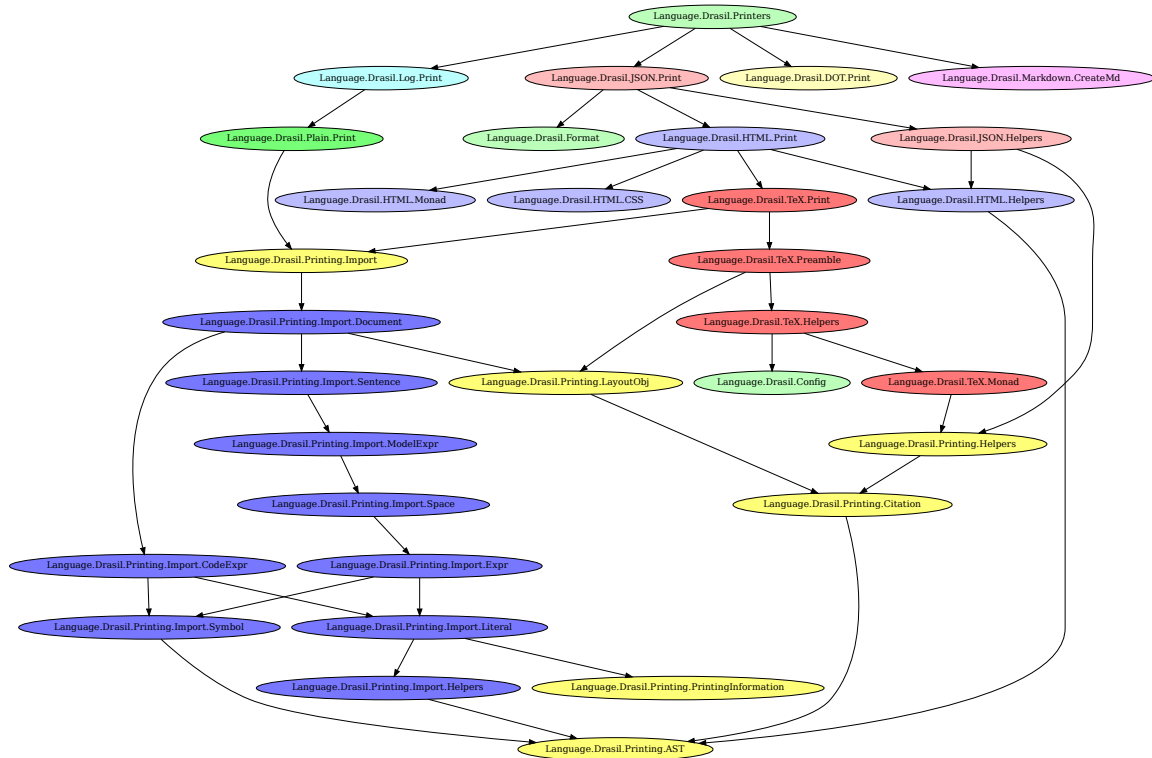 Language.Drasil.Printers
Language.Drasil.Log.Print
Language.Drasil.JSON.Print
Language.Drasil.DOT.Print
Language.Drasil.Markdown.CreateMd
Language.Drasil.Plain.Print
Language.Drasil.Format
Language.Drasil.HTML.Print
Language.Drasil.JSON.Helpers
Language.Drasil.HTML.Monad
Language.Drasil.HTML.CSS
Language.Drasil.TeX.Print
Language.Drasil.HTML.Helpers
Language.Drasil.Printing.Import
Language.Drasil.TeX.Preamble
Language.Drasil.Printing.Import.Document
Language.Drasil.TeX.Helpers
Language.Drasil.Printing.Import.Sentence
Language.Drasil.Printing.LayoutObj
Language.Drasil.Config
Language.Drasil.TeX.Monad
Language.Drasil.Printing.Import.ModelExpr
Language.Drasil.Printing.Helpers
Language.Drasil.Printing.Import.Space
Language.Drasil.Printing.Citation
Language.Drasil.Printing.Import.CodeExpr
Language.Drasil.Printing.Import.Expr
Language.Drasil.Printing.Import.Symbol
Language.Drasil.Printing.Import.Literal
Language.Drasil.Printing.Import.Helpers
Language.Drasil.Printing.PrintingInformation
Language.Drasil.Printing.AST